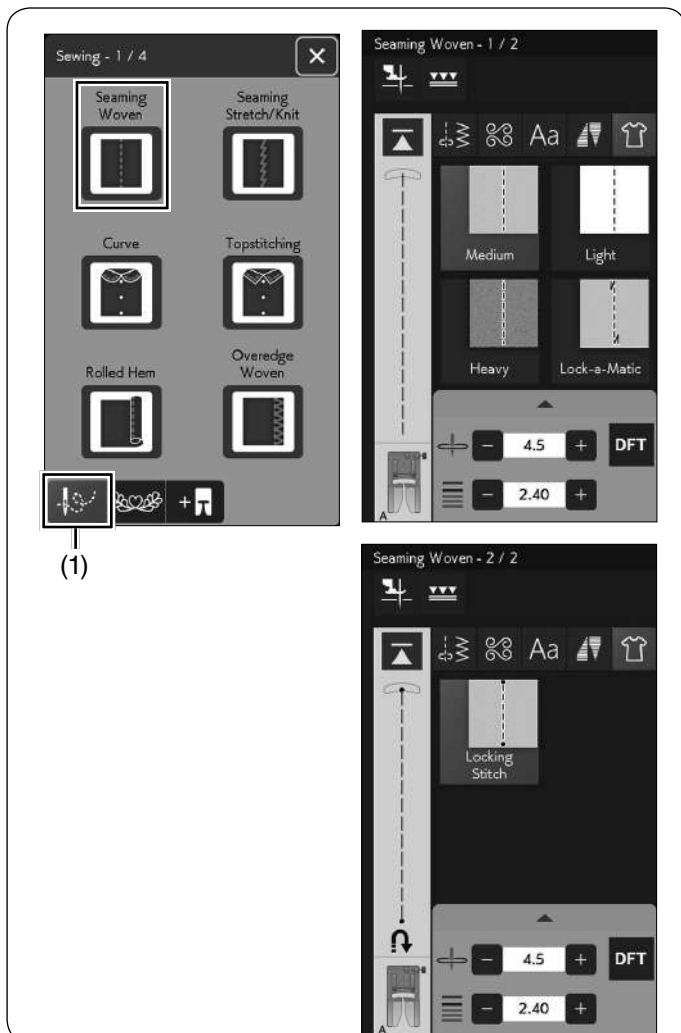 Sewing - 1 / 4
Seaming
Woven
Seaming
Stretch/Knit
Curve
Topstitching
Rolled Hem
Overedge
Woven
+
(1)
Seaming Woven - 1 / 2
Aa
Medium
Light
Heavy
Lock-a-Matic
- 4.5 + DFT
- 2.40 +
A
Seaming Woven - 2 / 2
Aa
Locking
Stitch
- 4.5 + DFT
- 2.40 +
A